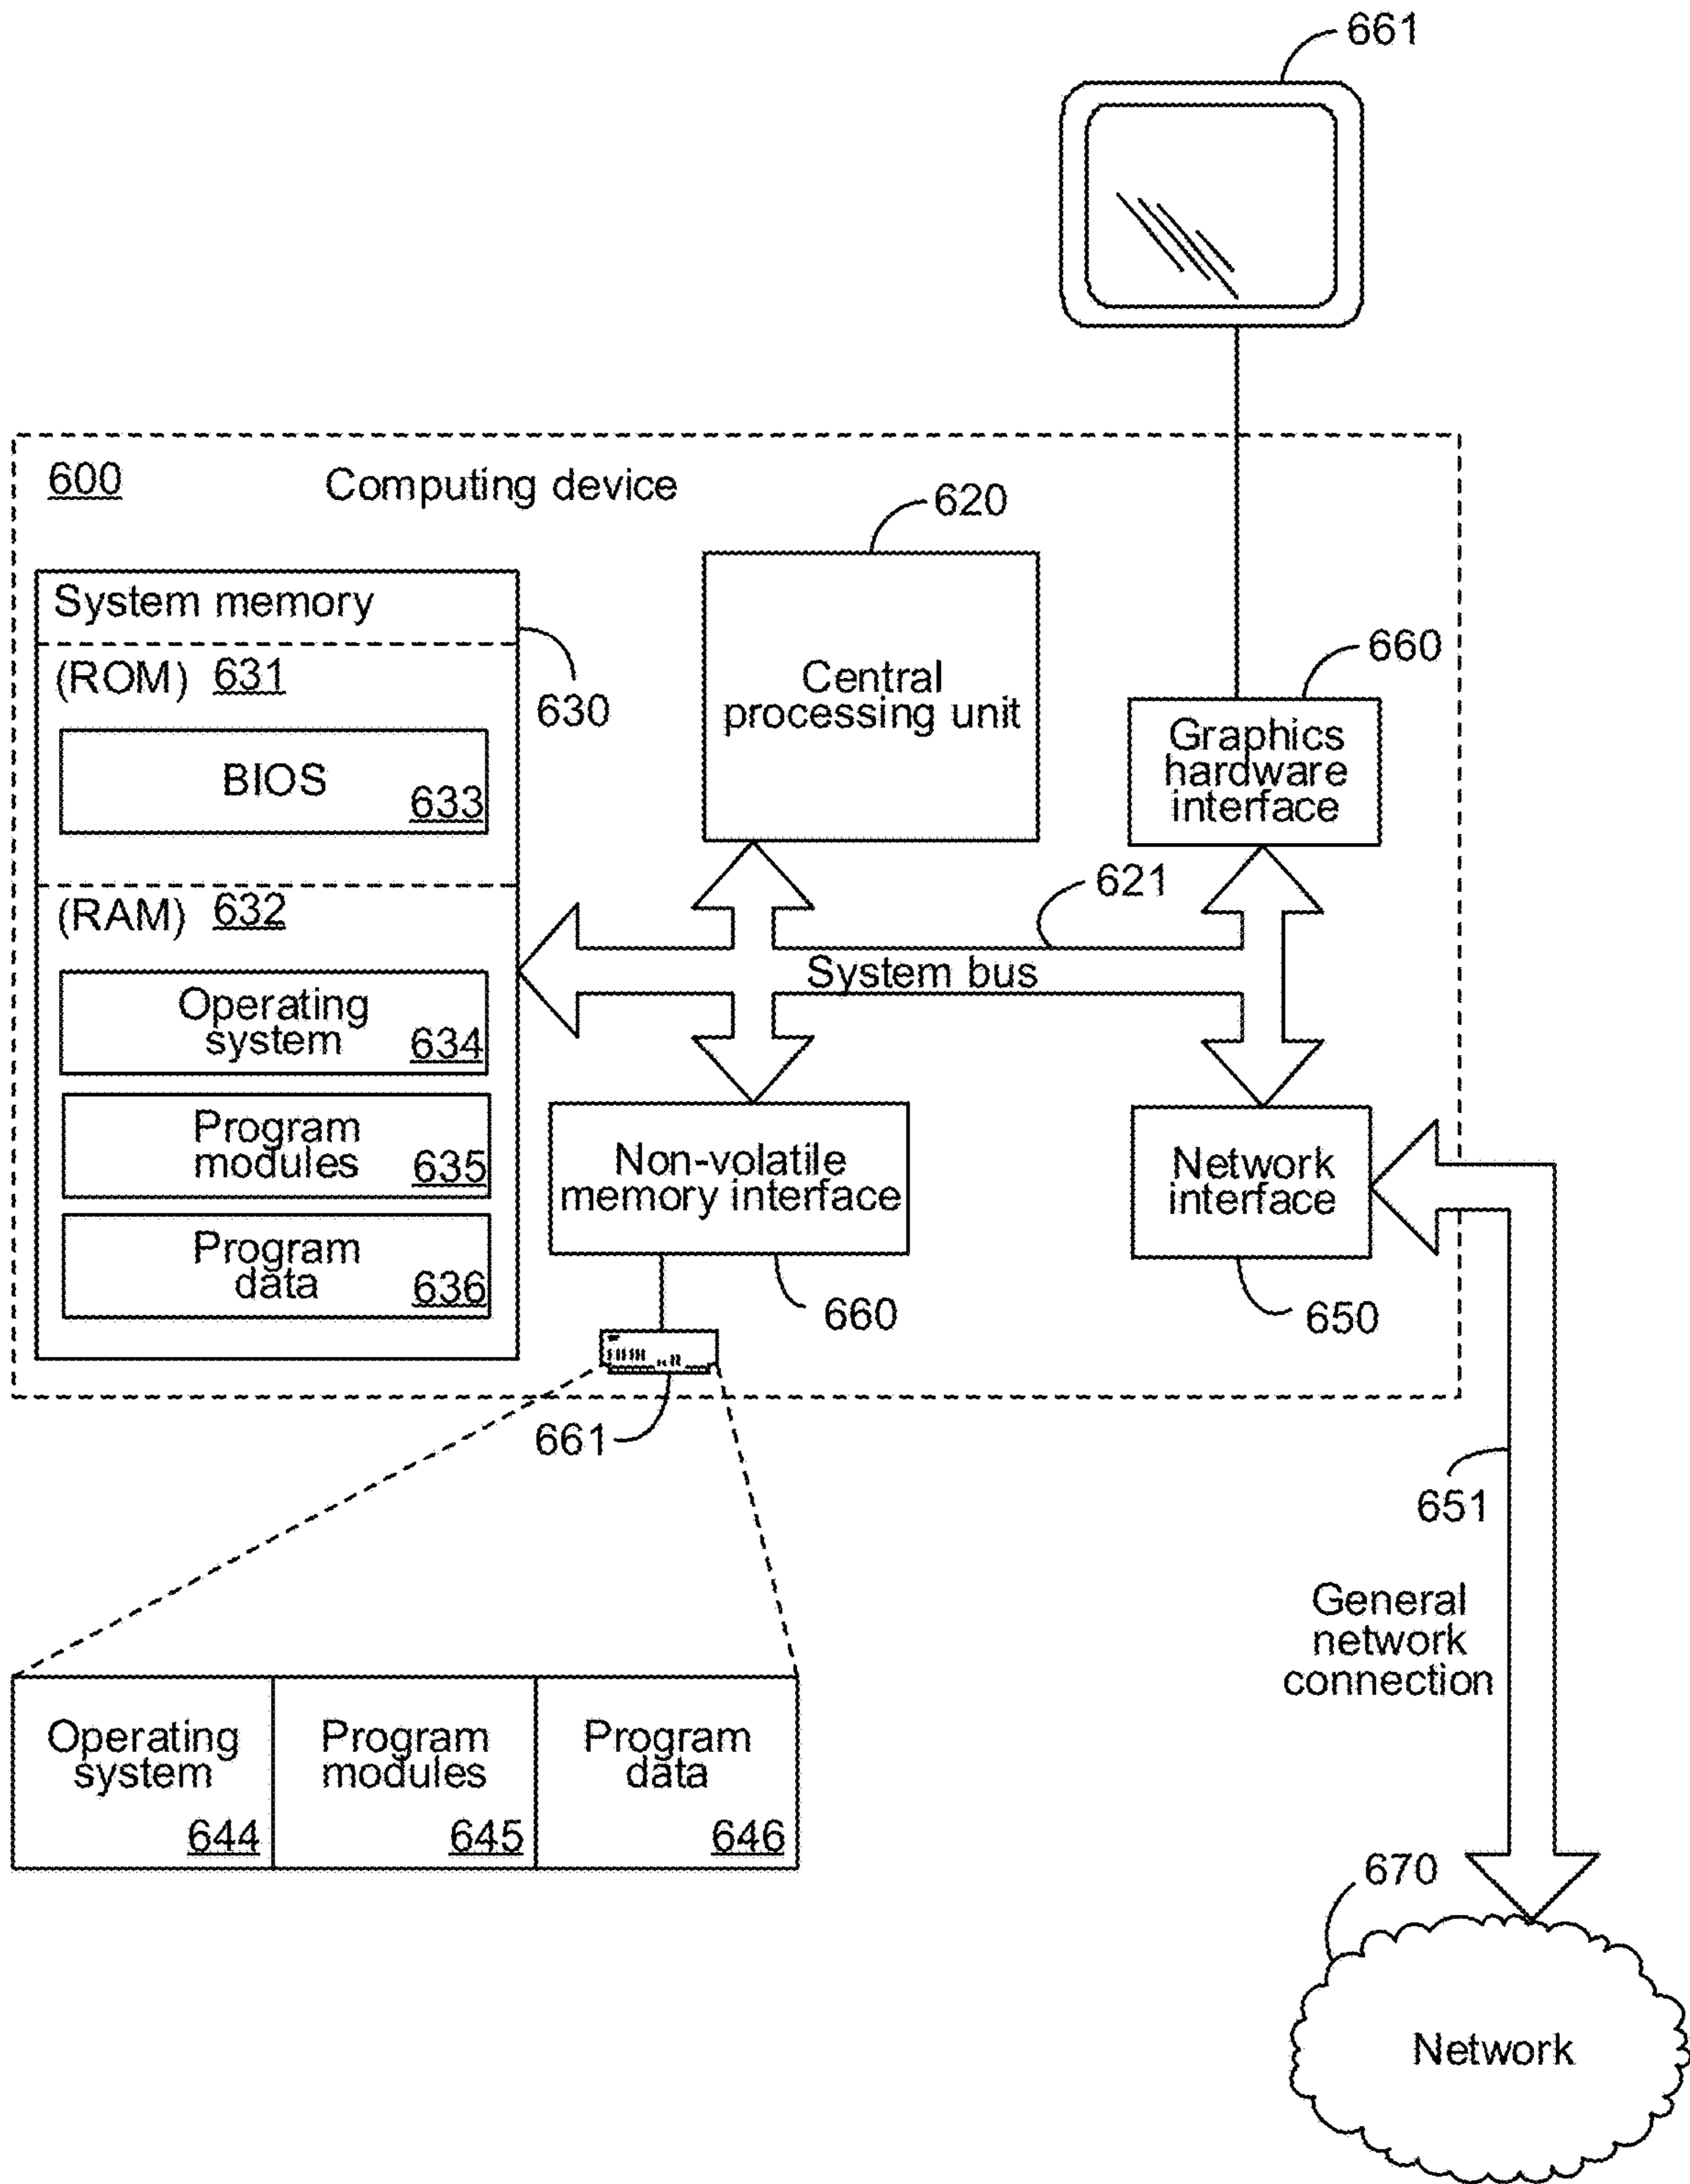 661
600
Computing device
620
System memory
(ROM) 631
630
BIOS
633
Central
processing unit
660
Graphics
hardware
interface
621
(RAM) 632
System bus
Operating
system
634
Program
modules
635
Program
data
636
Non-volatile
memory interface
660
Network
interface
650
661
651
General
network
connection
Operating
system
644
Program
modules
645
Program
data
646
670
Network